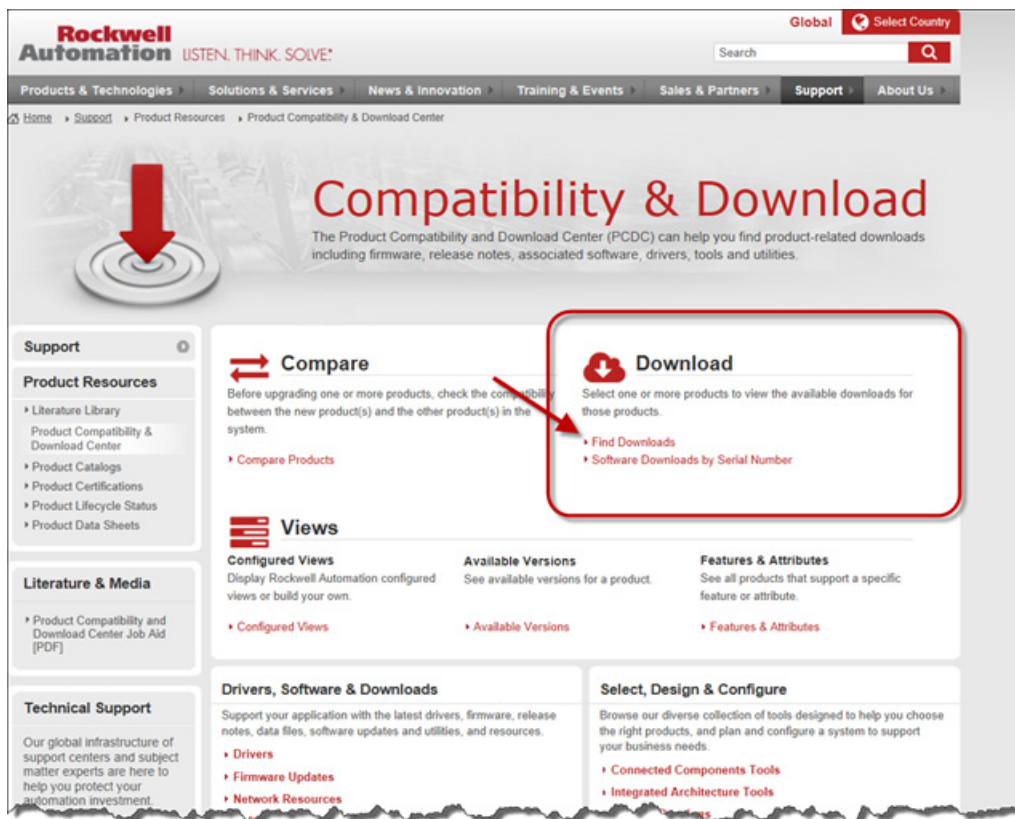 Global Select Country
Rockwell
Automation LISTEN. THINK. SOLVE.®
Search
Products & Technologies Solutions & Services News & Innovation Training & Events Sales & Partners Support About Us
Home Support Product Resources Product Compatibility & Download Center
Compatibility & Download
The Product Compatibility and Download Center (PCDC) can help you find product-related downloads
including firmware, release notes, associated software, drivers, tools and utilities.
Support
Product Resources
Literature Library
Product Compatibility &
Download Center
Product Catalogs
Product Certifications
Product Lifecycle Status
Product Data Sheets
Literature & Media
Product Compatibility and
Download Center Job Aid
[PDF]
Technical Support
Our global infrastructure of
support centers and subject
matter experts are here to
help you protect your
automation investment.
Compare
Before upgrading one or more products, check the compatibility
between the new product(s) and the other product(s) in the
system.
Compare Products
Download
Select one or more products to view the available downloads for
those products.
Find Downloads
Software Downloads by Serial Number
Views
Configured Views
Display Rockwell Automation configured
views or build your own.
Configured Views
Available Versions
See available versions for a product.
Available Versions
Features & Attributes
See all products that support a specific
feature or attribute.
Features & Attributes
Drivers, Software & Downloads
Support your application with the latest drivers, firmware, release
notes, data files, software updates and utilities, and resources.
Drivers
Firmware Updates
Network Resources
Select, Design & Configure
Browse our diverse collection of tools designed to help you choose
the right products, and plan and configure a system to support
your business needs.
Connected Components Tools
Integrated Architecture Tools